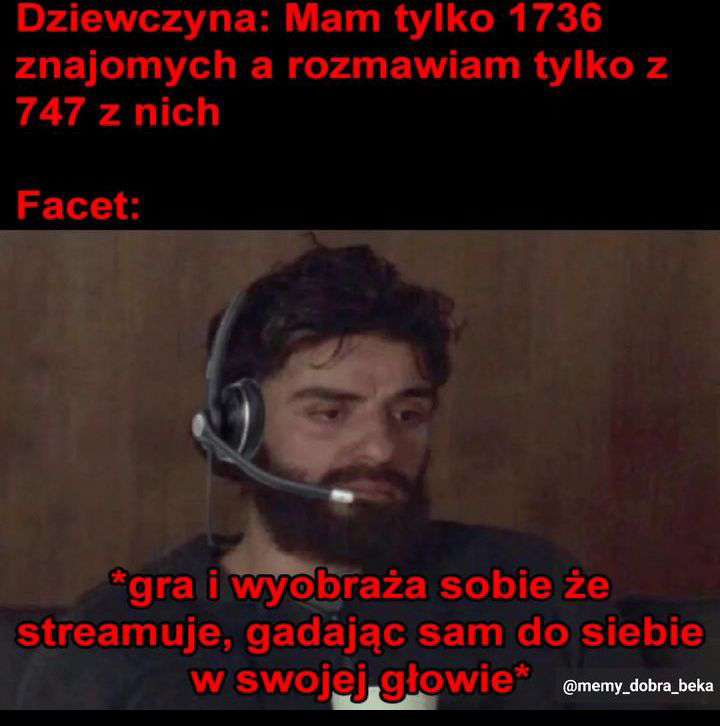 Dziewczyna: Mam tylko 1736
znajomych a rozmawiam tylko z
747 z nich
Facet:
*gra i wyobraża sobie że
streamuje, gadając sam do siebie
w swojej głowie*
@memy_dobra_beka